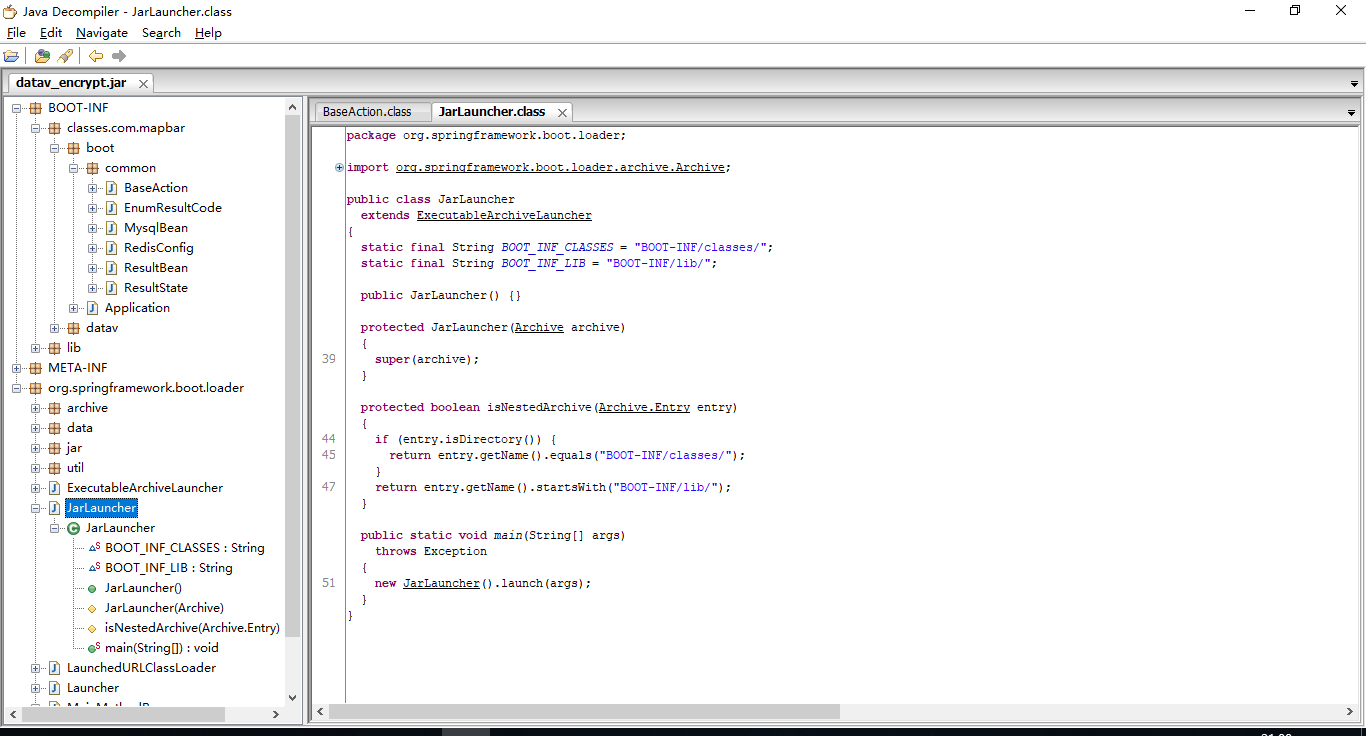 Java Decompiler - JarLauncher.class
File Edit Navigate Search Help
datav_encrypt.jar
BOOT-INF
classes.com.mapbar
boot
common
BaseAction
EnumResultCode
MysqlBean
RedisConfig
ResultBean
ResultState
Application
datav
lib
META-INF
org.springframework.boot.loader
archive
data
jar
util
ExecutableArchiveLauncher
JarLauncher
JarLauncher
BOOT_INF_CLASSES : String
BOOT_INF_LIB : String
JarLauncher()
JarLauncher(Archive)
isNestedArchive(Archive.Entry)
main(String[]) : void
LaunchedURLClassLoader
Launcher
BaseAction.class JarLauncher.class
package org.springframework.boot.loader;
import org.springframework.boot.loader.archive.Archive;
public class JarLauncher
extends ExecutableArchiveLauncher
{
static final String BOOT_INF_CLASSES = "BOOT-INF/classes/";
static final String BOOT_INF_LIB = "BOOT-INF/lib/";
public JarLauncher() {}
protected JarLauncher(Archive archive)
{
39 super(archive);
}
protected boolean isNestedArchive(Archive.Entry entry)
{
44 if (entry.isDirectory()) {
45 return entry.getName().equals("BOOT-INF/classes/");
}
47 return entry.getName().startsWith("BOOT-INF/lib/");
}
public static void main(String[] args)
throws Exception
{
51 new JarLauncher().launch(args);
}
}